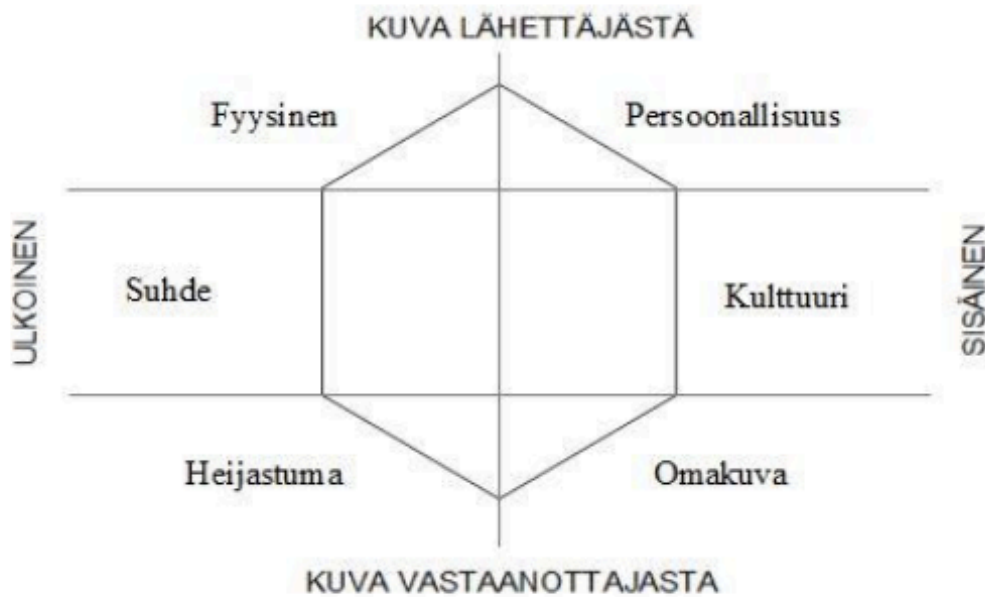 KUVA LÄHETTÄJÄSTÄ
Fyysinen
Persoonallisuus
ULKOINEN
Suhde
Kulttuuri
SISÄINEN
Heijastuma
Omakuva
KUVA VASTAANOTTAJASTA